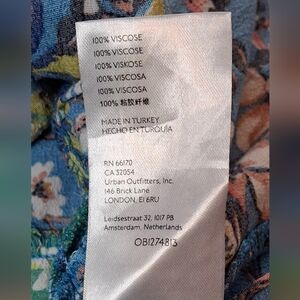 100% VISCOSE
100% VISCOSE
100% VISKOSE
100% VISCOSA
100% VISCOSA
100% 粘胶纤维
MADE IN TURKEY
HECHO EN TURQUIA
RN 66170
CA 32054
Urban Outfitters, Inc.
146 Brick Lane
LONDON, E1 6RU
Leidsestraat 32, 1017 PB
Amsterdam, Netherlands
OB1274813